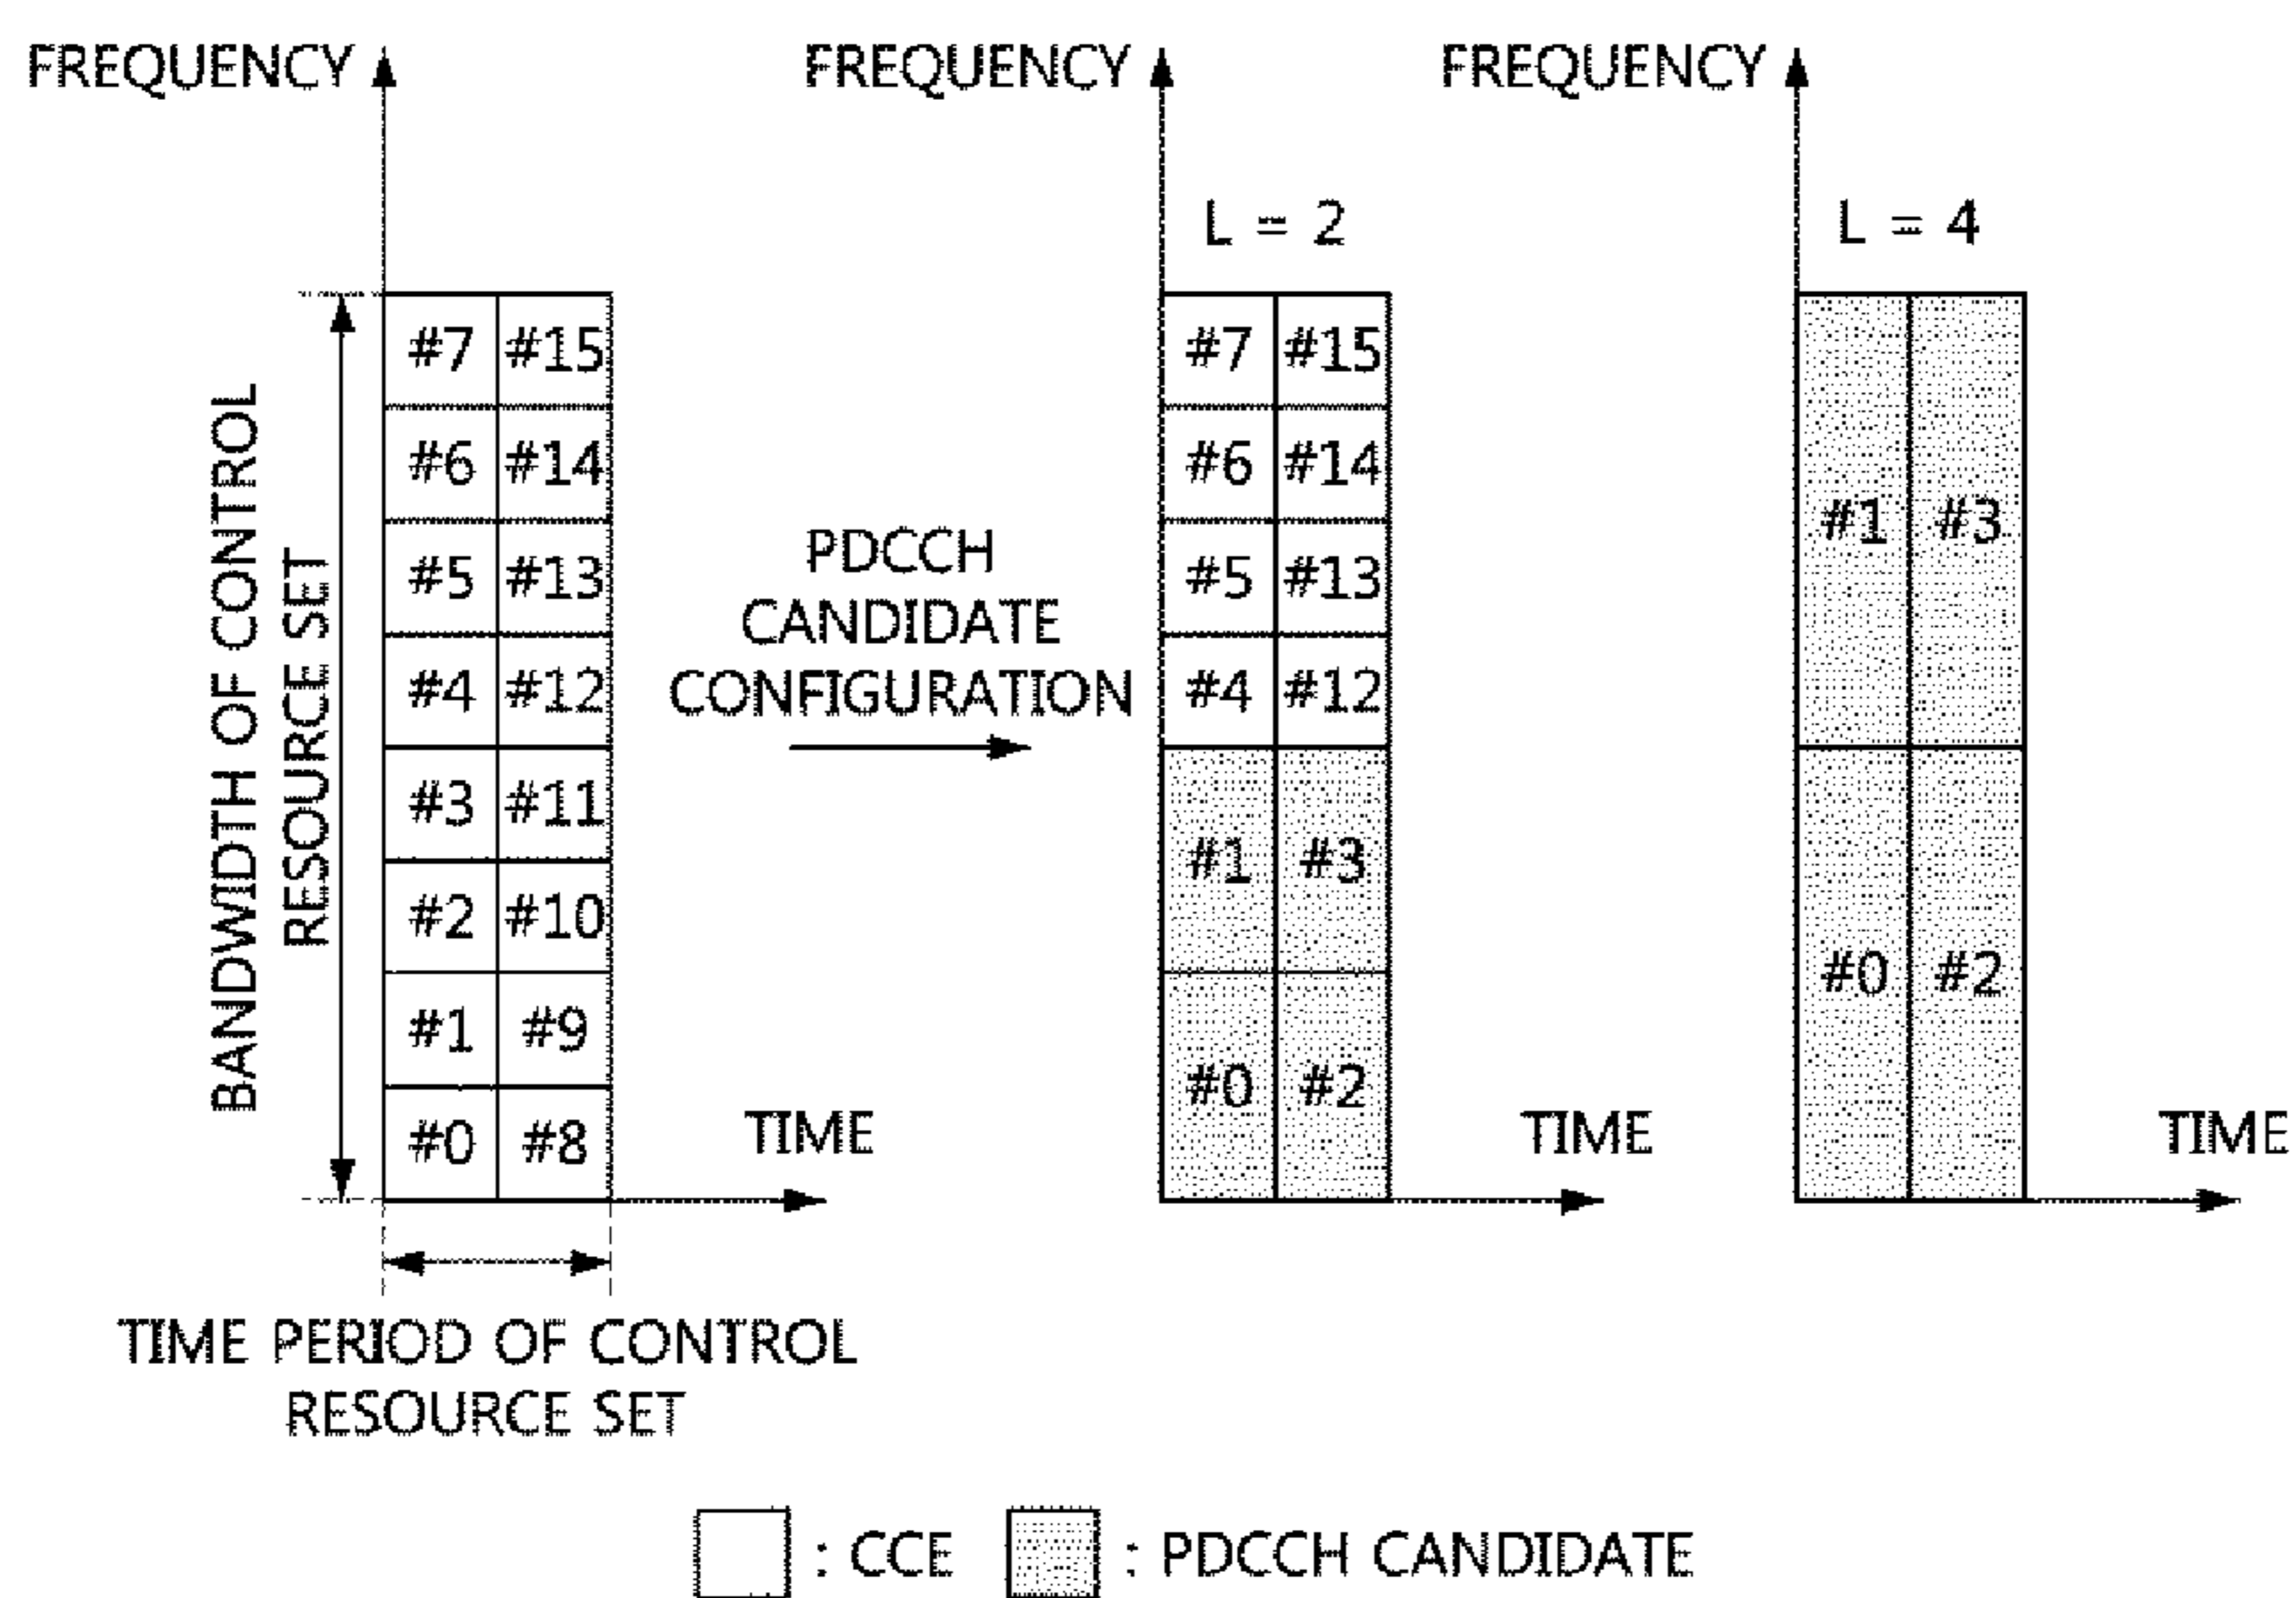 FREQUENCY
FREQUENCY
FREQUENCY
L = 2
L = 4
BANDWIDTH OF CONTROL
RESOURCE SET
#7 #15
#6 #14
#5 #13
#4 #12
#3 #11
#2 #10
#1 #9
#0 #8
TIME
TIME PERIOD OF CONTROL
RESOURCE SET
PDCCH
CANDIDATE
CONFIGURATION
#7 #15
#6 #14
#5 #13
#4 #12
#1 #3
#0 #2
TIME
#1 #3
#0 #2
TIME
: CCE
: PDCCH CANDIDATE